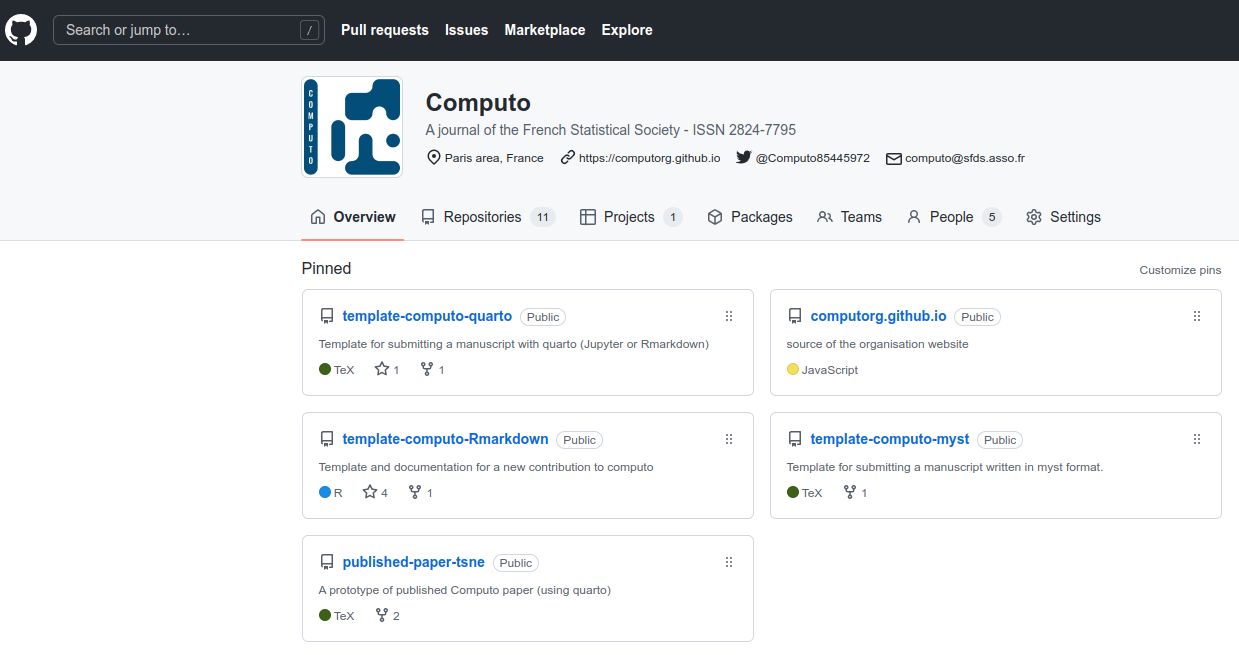 Search or jump to… /
Pull requests Issues Marketplace Explore
COMPUTO
Computo
A journal of the French Statistical Society - ISSN 2824-7795
Paris area, France https://computorg.github.io @Computo85445972 computo@sfds.asso.fr
Overview Repositories 11 Projects 1 Packages Teams People 5 Settings
Pinned
Customize pins
template-computo-quarto Public
Template for submitting a manuscript with quarto (Jupyter or Rmarkdown)
TeX 1 1
computorg.github.io Public
source of the organisation website
JavaScript
template-computo-Rmarkdown Public
Template and documentation for a new contribution to computo
R 4 1
template-computo-myst Public
Template for submitting a manuscript written in myst format.
TeX 1
published-paper-tsne Public
A prototype of published Computo paper (using quarto)
TeX 2